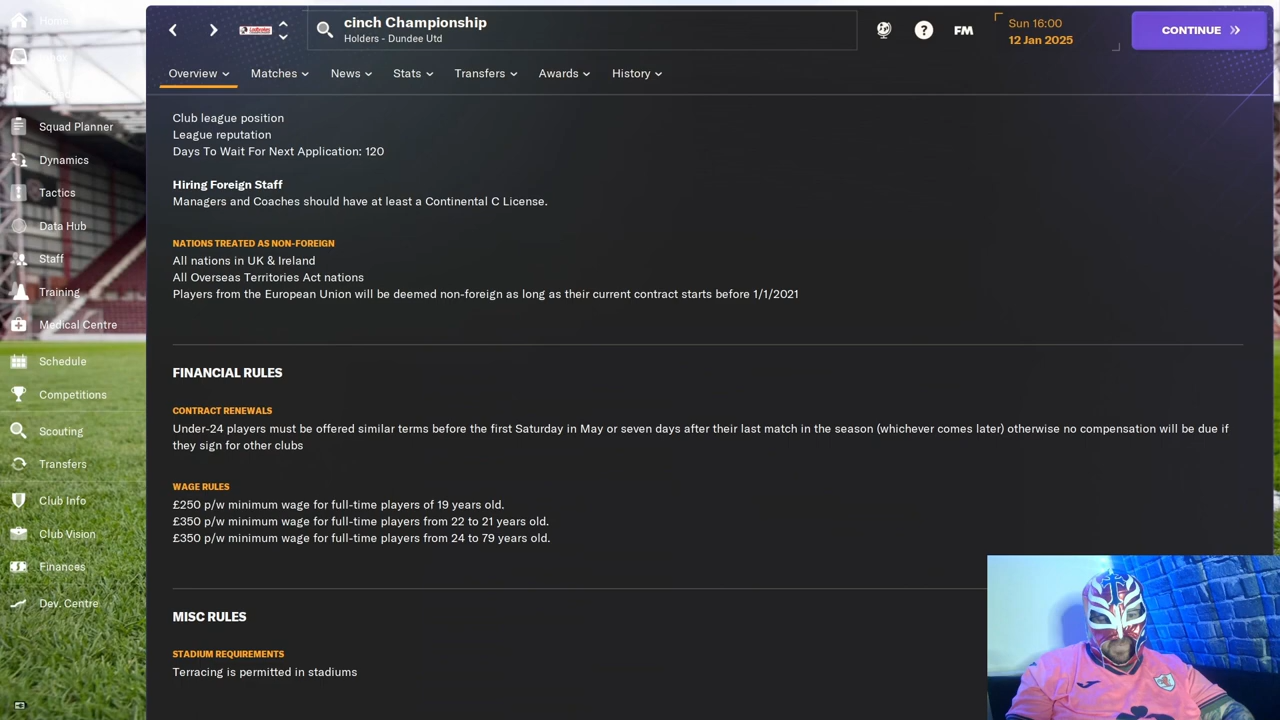 Home
cinch Championship
Holders - Dundee Utd
FM
Sun 16:00
12 Jan 2025
CONTINUE
Overview
Matches
News
Stats
Transfers
Awards
History
Squad Planner
Dynamics
Tactics
Data Hub
Staff
Training
Medical Centre
Schedule
Competitions
Scouting
Transfers
Club Info
Club Vision
Finances
Dev. Centre
Club league position
League reputation
Days To Wait For Next Application: 120
Hiring Foreign Staff
Managers and Coaches should have at least a Continental C License.
NATIONS TREATED AS NON-FOREIGN
All nations in UK & Ireland
All Overseas Territories Act nations
Players from the European Union will be deemed non-foreign as long as their current contract starts before 1/1/2021
FINANCIAL RULES
CONTRACT RENEWALS
Under-24 players must be offered similar terms before the first Saturday in May or seven days after their last match in the season (whichever comes later) otherwise no compensation will be due if
they sign for other clubs
WAGE RULES
£250 p/w minimum wage for full-time players of 19 years old.
£350 p/w minimum wage for full-time players from 22 to 21 years old.
£350 p/w minimum wage for full-time players from 24 to 79 years old.
MISC RULES
STADIUM REQUIREMENTS
Terracing is permitted in stadiums